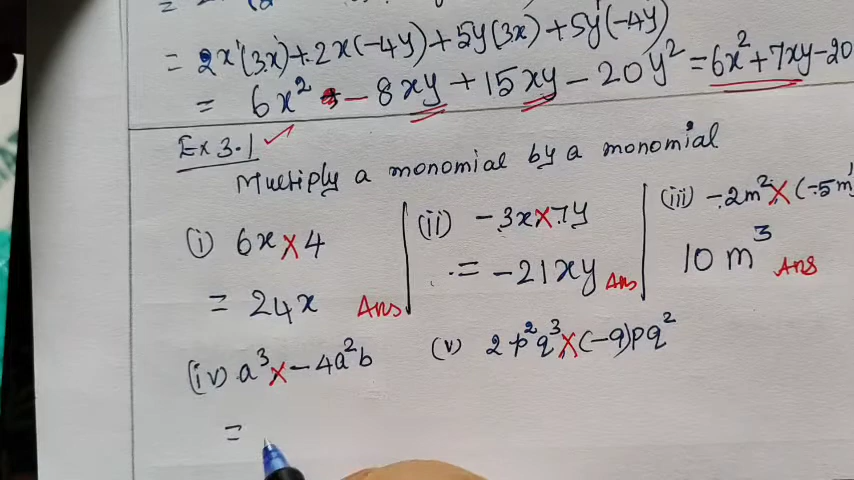 = 2x(3x)+2x(-4y)+5y(3x)+5y(-4y)
= 6x² - 8xy + 15xy - 20y² = 6x² + 7xy - 20
Ex 3.1 ✓
Multiply a monomial by a monomial
(i) 6x × 4
= 24x Ans
(ii) -3x × 7y
= -21xy Ans
(iii) -2m² × (-5m
10 m³ Ans
(iv) a³ × -4a²b
=
(v) 2p²q³ × (-9)pq²